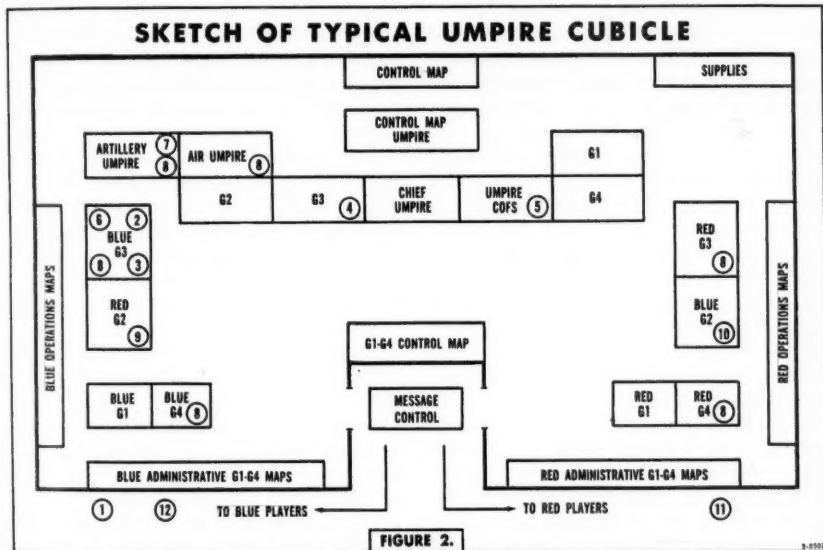 SKETCH OF TYPICAL UMPIRE CUBICLE
CONTROL MAP
SUPPLIES
CONTROL MAP
UMPIRE
ARTILLERY
UMPIRE
7
8
AIR UMPIRE
8
G1
G2
G3
4
CHIEF
UMPIRE
UMPIRE
COFS
5
G4
BLUE OPERATIONS MAPS
6
2
BLUE
G3
8
3
RED
G2
9
RED
G3
8
BLUE
G2
10
RED OPERATIONS MAPS
G1-G4 CONTROL MAP
BLUE
G1
BLUE
G4
8
MESSAGE
CONTROL
RED
G1
RED
G4
8
BLUE ADMINISTRATIVE G1-G4 MAPS
RED ADMINISTRATIVE G1-G4 MAPS
1
12
TO BLUE PLAYERS
TO RED PLAYERS
11
FIGURE 2.